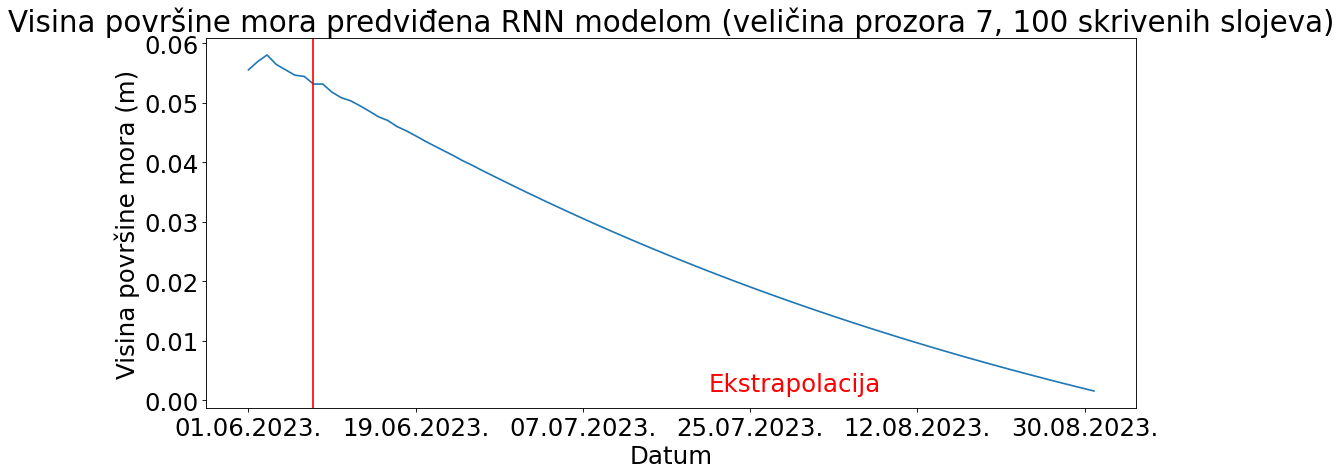 Visina površine mora predviđena RNN modelom (veličina prozora 7, 100 skrivenih slojeva)
Visina površine mora (m)
0.06
0.05
0.04
0.03
0.02
0.01
0.00
Ekstrapolacija
01.06.2023. 19.06.2023. 07.07.2023. 25.07.2023. 12.08.2023. 30.08.2023.
Datum